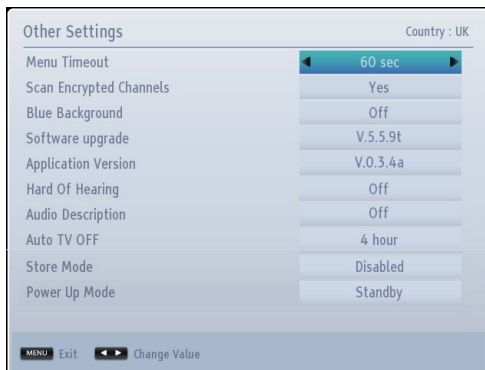 Other Settings Country : UK
Menu Timeout 60 sec
Scan Encrypted Channels Yes
Blue Background Off
Software upgrade V.5.5.9t
Application Version V.0.3.4a
Hard Of Hearing Off
Audio Description Off
Auto TV OFF 4 hour
Store Mode Disabled
Power Up Mode Standby
MENU Exit Change Value